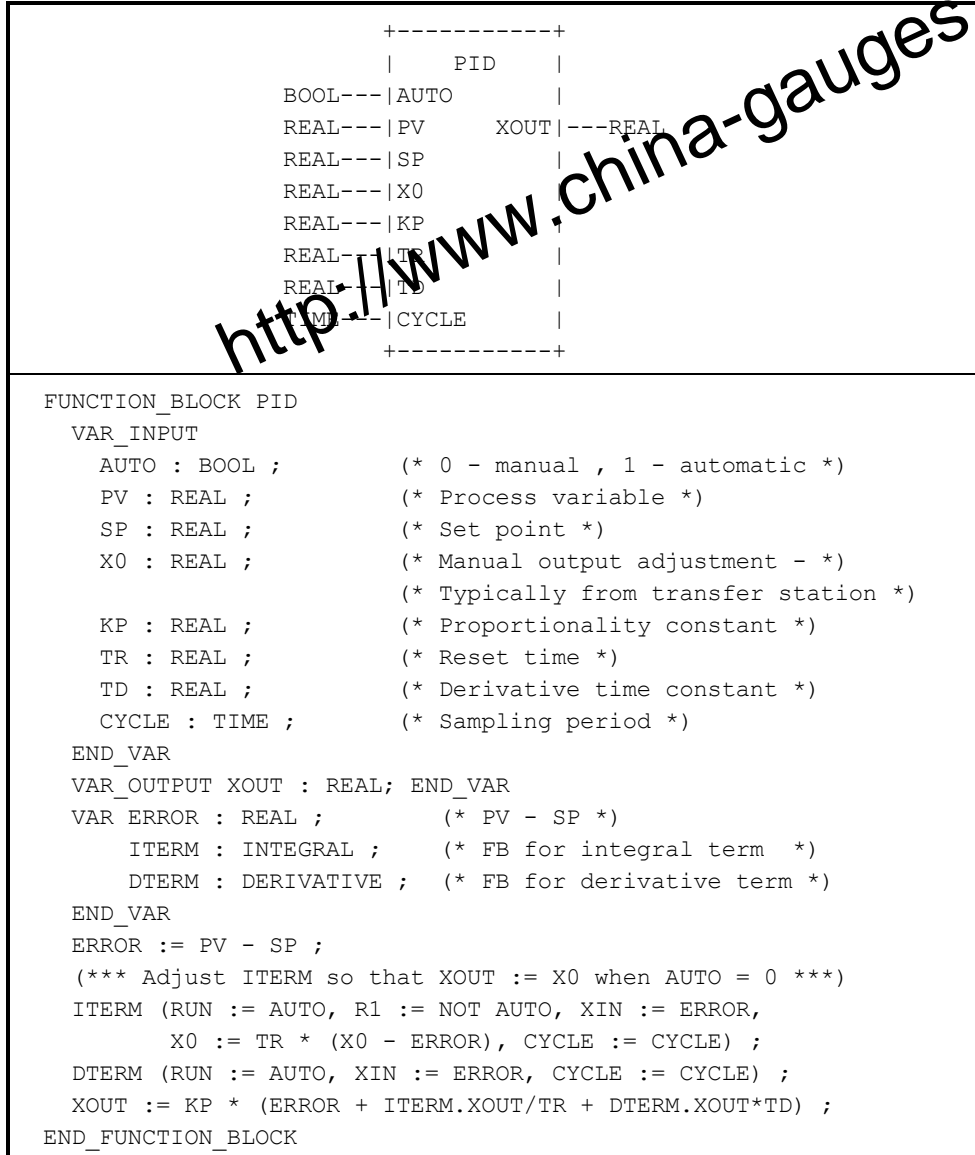 +-----------+
|    PID    |
BOOL---|AUTO       |
REAL---|PV     XOUT|---REAL
REAL---|SP         |
REAL---|X0         |
REAL---|KP         |
REAL---|TR         |
REAL---|TD         |
TIME---|CYCLE      |
+-----------+
http://www.china-gauges
FUNCTION_BLOCK PID
VAR_INPUT
AUTO : BOOL ;          (* 0 - manual , 1 - automatic *)
PV : REAL ;            (* Process variable *)
SP : REAL ;            (* Set point *)
X0 : REAL ;            (* Manual output adjustment - *)
(* Typically from transfer station *)
KP : REAL ;            (* Proportionality constant *)
TR : REAL ;            (* Reset time *)
TD : REAL ;            (* Derivative time constant *)
CYCLE : TIME ;         (* Sampling period *)
END_VAR
VAR_OUTPUT XOUT : REAL; END_VAR
VAR ERROR : REAL ;        (* PV - SP *)
ITERM : INTEGRAL ;    (* FB for integral term  *)
DTERM : DERIVATIVE ;  (* FB for derivative term *)
END_VAR
ERROR := PV - SP ;
(*** Adjust ITERM so that XOUT := X0 when AUTO = 0 ***)
ITERM (RUN := AUTO, R1 := NOT AUTO, XIN := ERROR,
X0 := TR * (X0 - ERROR), CYCLE := CYCLE) ;
DTERM (RUN := AUTO, XIN := ERROR, CYCLE := CYCLE) ;
XOUT := KP * (ERROR + ITERM.XOUT/TR + DTERM.XOUT*TD) ;
END_FUNCTION_BLOCK